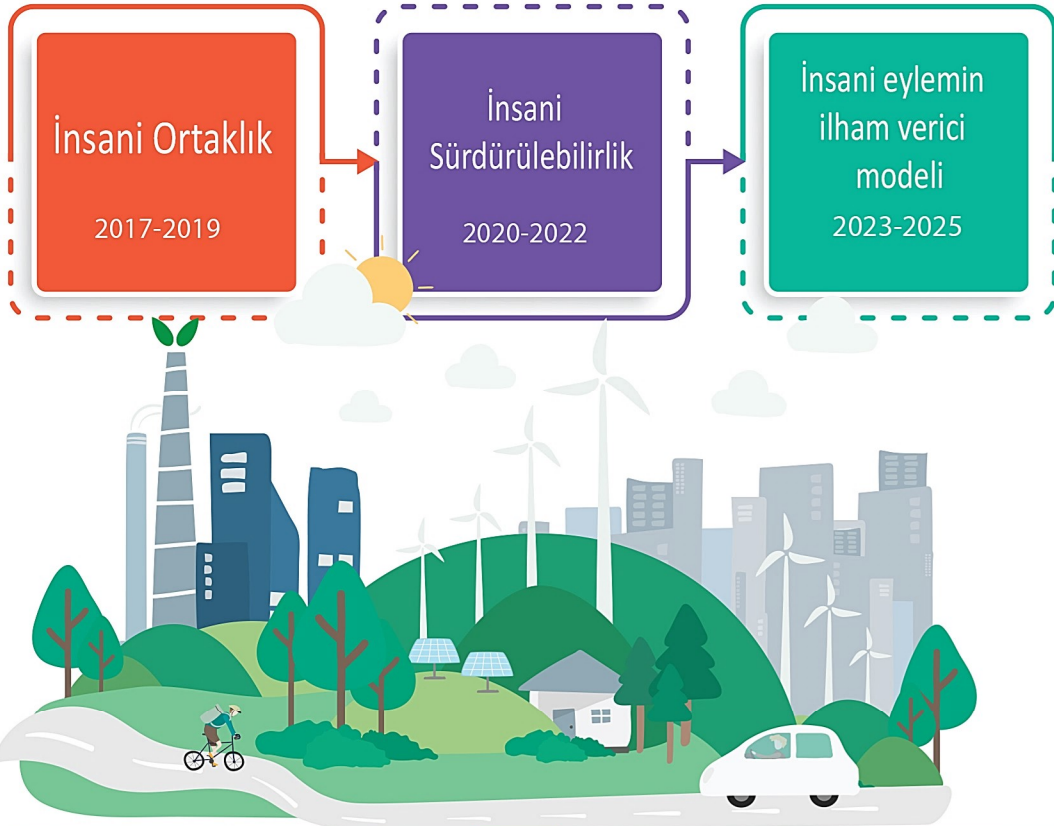 İnsani Ortaklık
2017-2019
İnsani
Sürdürülebilirlik
2020-2022
İnsani eylemin
ilham verici
modeli
2023-2025